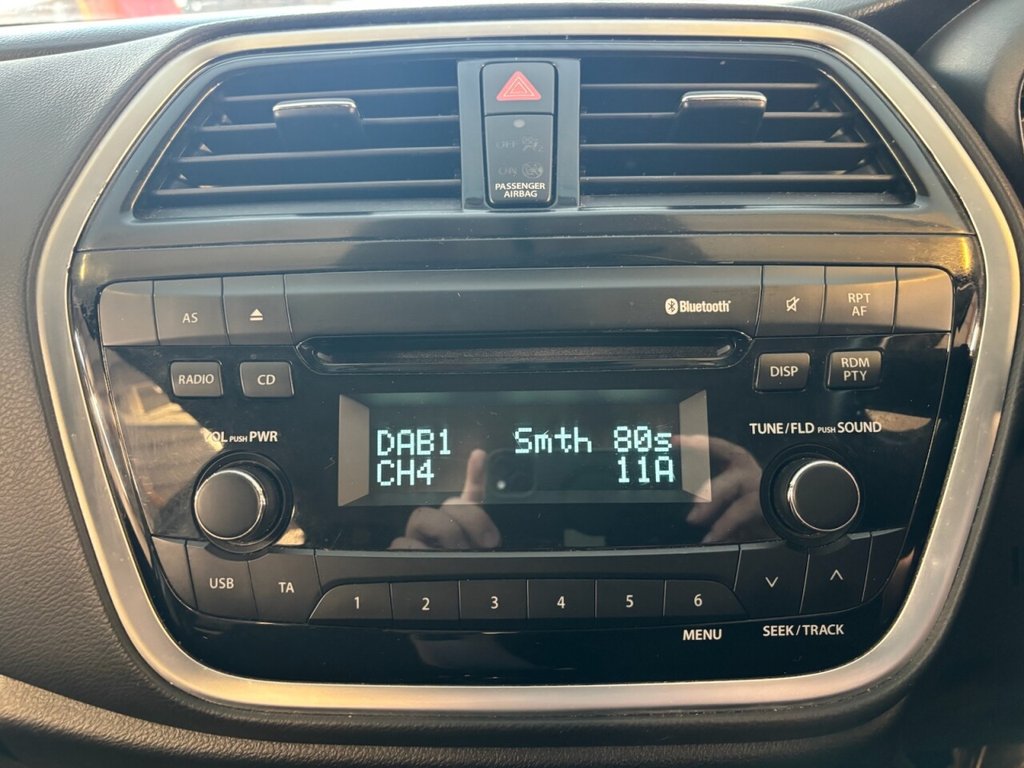 OFF
ON
PASSENGER
AIRBAG
AS
Bluetooth
RPT
AF
RADIO
CD
DISP
RDM
PTY
VOL PUSH PWR
TUNE/FLD PUSH SOUND
DAB1 Smth 80s
CH4 11A
USB
TA
1 2 3 4 5 6
MENU
SEEK/TRACK